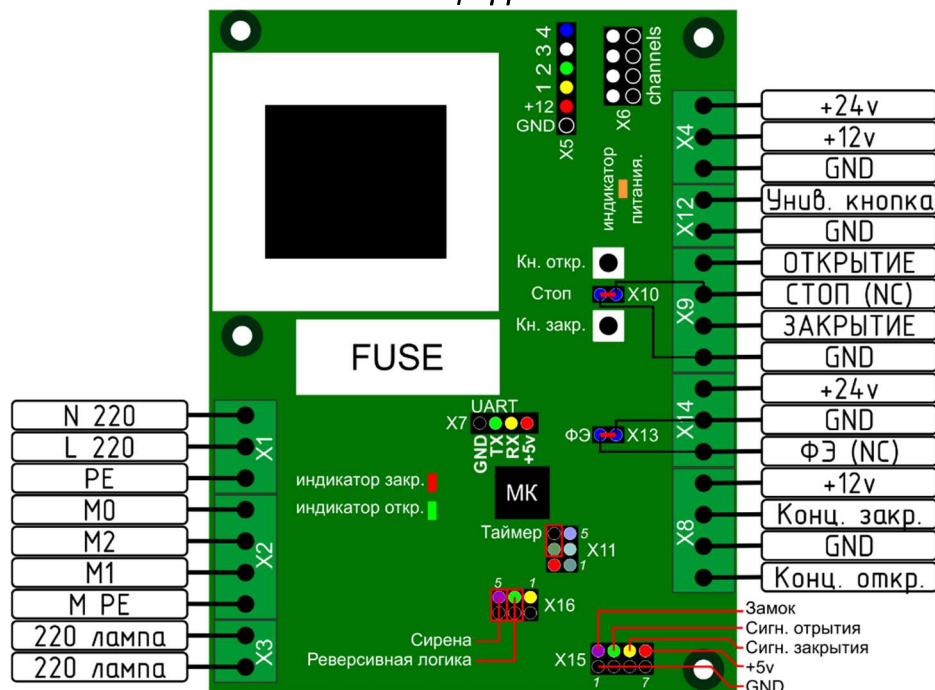 4
3
2
1
+12
GND
X5
channels
X6
индикатор
питания.
X4
+24v
+12v
GND
X12
Унив. кнопка
GND
Кн. откр.
Стоп
X10
Кн. закр.
X9
ОТКРЫТИЕ
СТОП (NC)
ЗАКРЫТИЕ
GND
FUSE
X14
+24v
GND
ФЭ (NC)
ФЭ
X13
UART
X7
GND
TX
RX
+5v
N 220
L 220
PE
X1
M0
M2
M1
M PE
X2
220 лампа
220 лампа
X3
индикатор закр.
индикатор откр.
МК
Таймер
5
X11
1
X8
+12v
Конц. закр.
GND
Конц. откр.
5
1
X16
Сирена
Реверсивная логика
X15
1
7
Замок
Сигн. отрытия
Сигн. закрытия
+5v
GND